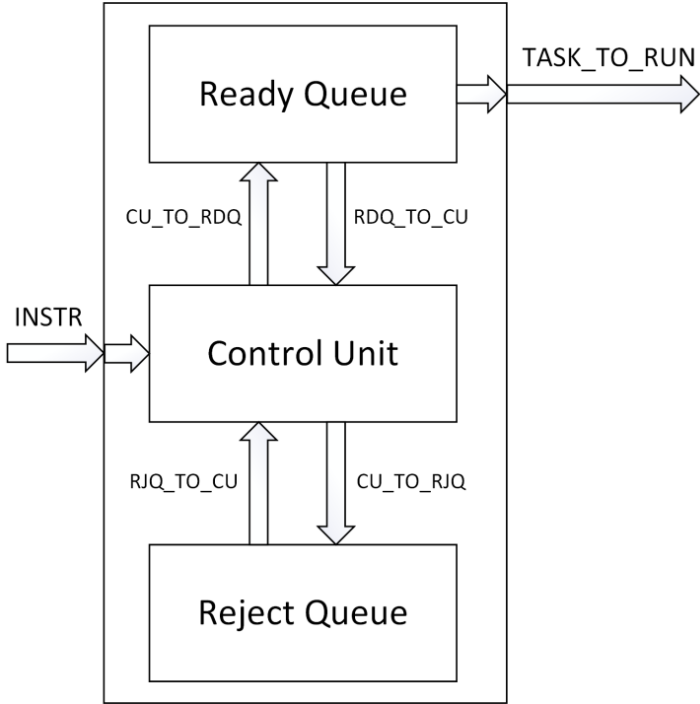 Ready Queue
TASK_TO_RUN
CU_TO_RDQ
RDQ_TO_CU
INSTR
Control Unit
RJQ_TO_CU
CU_TO_RJQ
Reject Queue